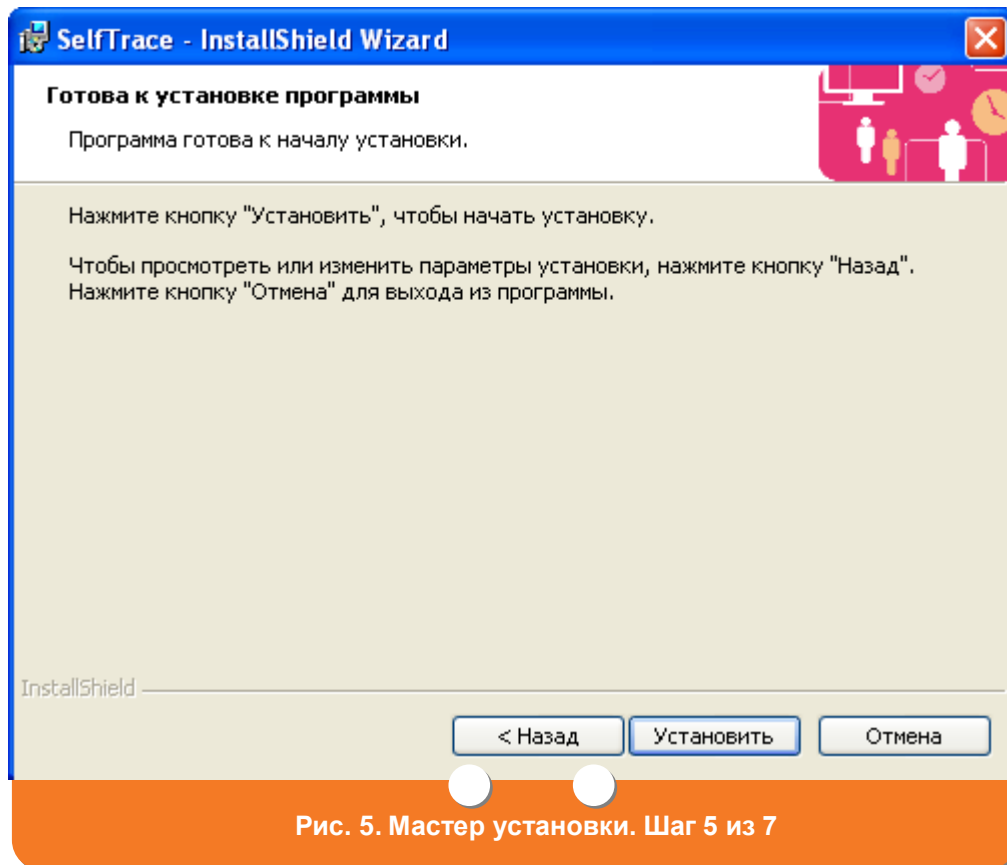 SelfTrace - InstallShield Wizard
Готова к установке программы
Программа готова к началу установки.
Нажмите кнопку "Установить", чтобы начать установку.
Чтобы просмотреть или изменить параметры установки, нажмите кнопку "Назад".
Нажмите кнопку "Отмена" для выхода из программы.
InstallShield
< Назад
Установить
Отмена
Рис. 5. Мастер установки. Шаг 5 из 7